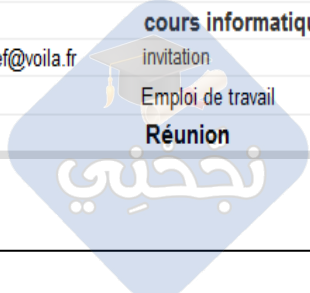 cours informatiqu
ef@voila.fr invitation
Emploi de travail
Réunion
نجحني